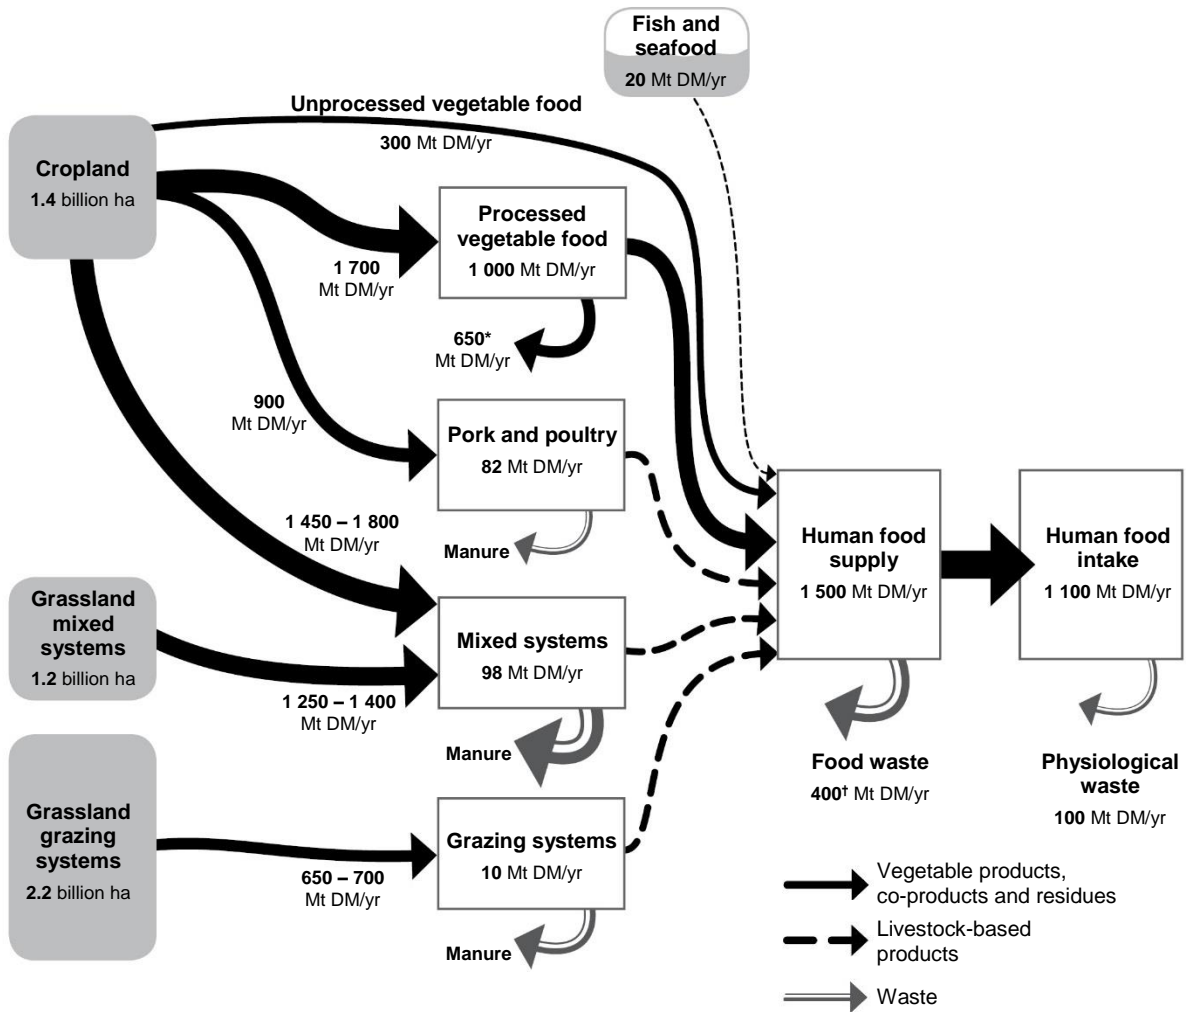 Fish and
seafood
20 Mt DM/yr
Unprocessed vegetable food
300 Mt DM/yr
Cropland
1.4 billion ha
Processed
vegetable food
1 000 Mt DM/yr
1 700
Mt DM/yr
650*
Mt DM/yr
900
Mt DM/yr
Pork and poultry
82 Mt DM/yr
Manure
1 450 – 1 800
Mt DM/yr
Human food
supply
1 500 Mt DM/yr
Human food
intake
1 100 Mt DM/yr
Grassland
mixed
systems
1.2 billion ha
Mixed systems
98 Mt DM/yr
1 250 – 1 400
Mt DM/yr
Manure
Food waste
400† Mt DM/yr
Physiological
waste
100 Mt DM/yr
Grassland
grazing
systems
2.2 billion ha
Grazing systems
10 Mt DM/yr
650 – 700
Mt DM/yr
Manure
Vegetable products,
co-products and residues
Livestock-based
products
Waste